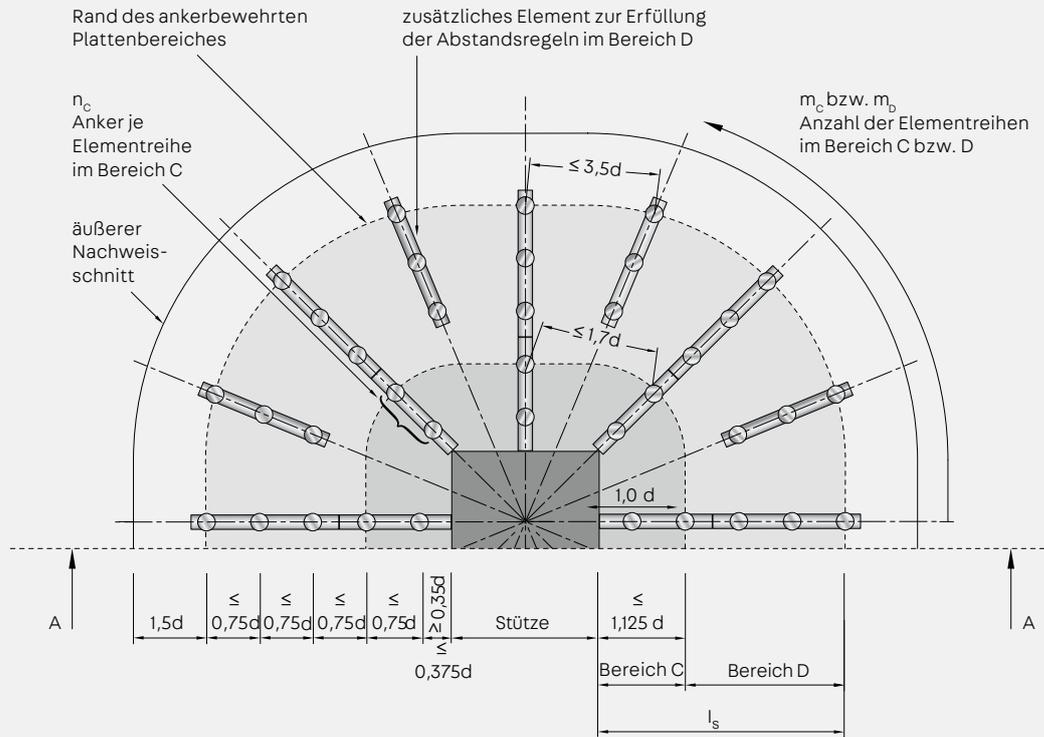 Rand des ankerbewehrten
Plattenbereiches
zusätzliches Element zur Erfüllung
der Abstandsregeln im Bereich D
n_C
Anker je
Elementreihe
im Bereich C
m_C bzw. m_D
Anzahl der Elementreihen
im Bereich C bzw. D
äußerer
Nachweis-
schnitt
≤ 3,5d
≤ 1,7d
1,0 d
A
1,5d
≤
0,75d
≤
0,75d
≤
0,75d
≤
0,75d
≥ 0,35d
≤
0,375d
Stütze
≤
1,125 d
A
Bereich C
Bereich D
l_s